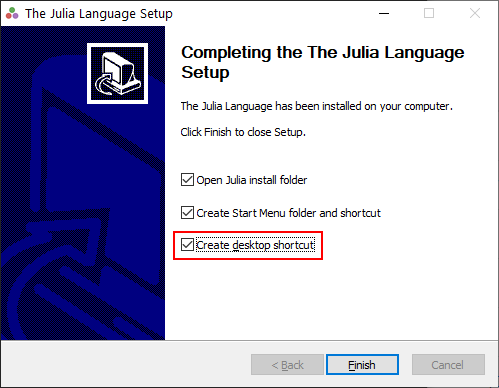 The Julia Language Setup
Completing the The Julia Language
Setup
The Julia Language has been installed on your computer.
Click Finish to close Setup.
Open Julia install folder
Create Start Menu folder and shortcut
Create desktop shortcut
< Back
Finish
Cancel